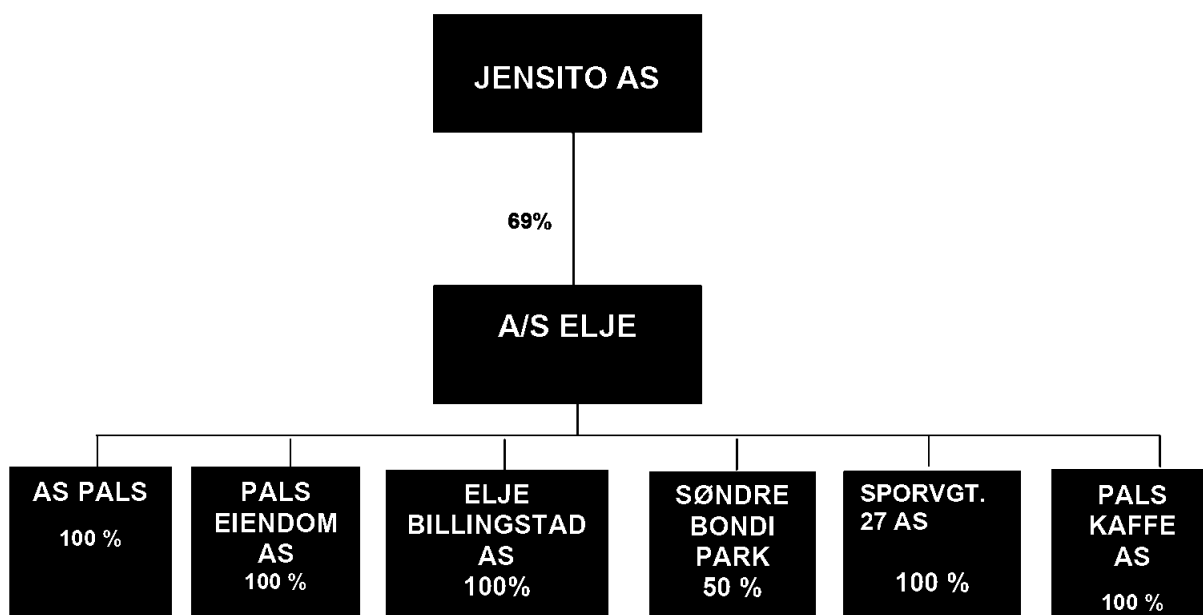 JENSITO AS
69%
A/S ELJE
AS PALS
100 %
PALS
EIENDOM
AS
100 %
ELJE
BILLINGSTAD
AS
100%
SØNDRE
BONDI
PARK
50 %
SPORVGT.
27 AS
100 %
PALS
KAFFE
AS
100 %